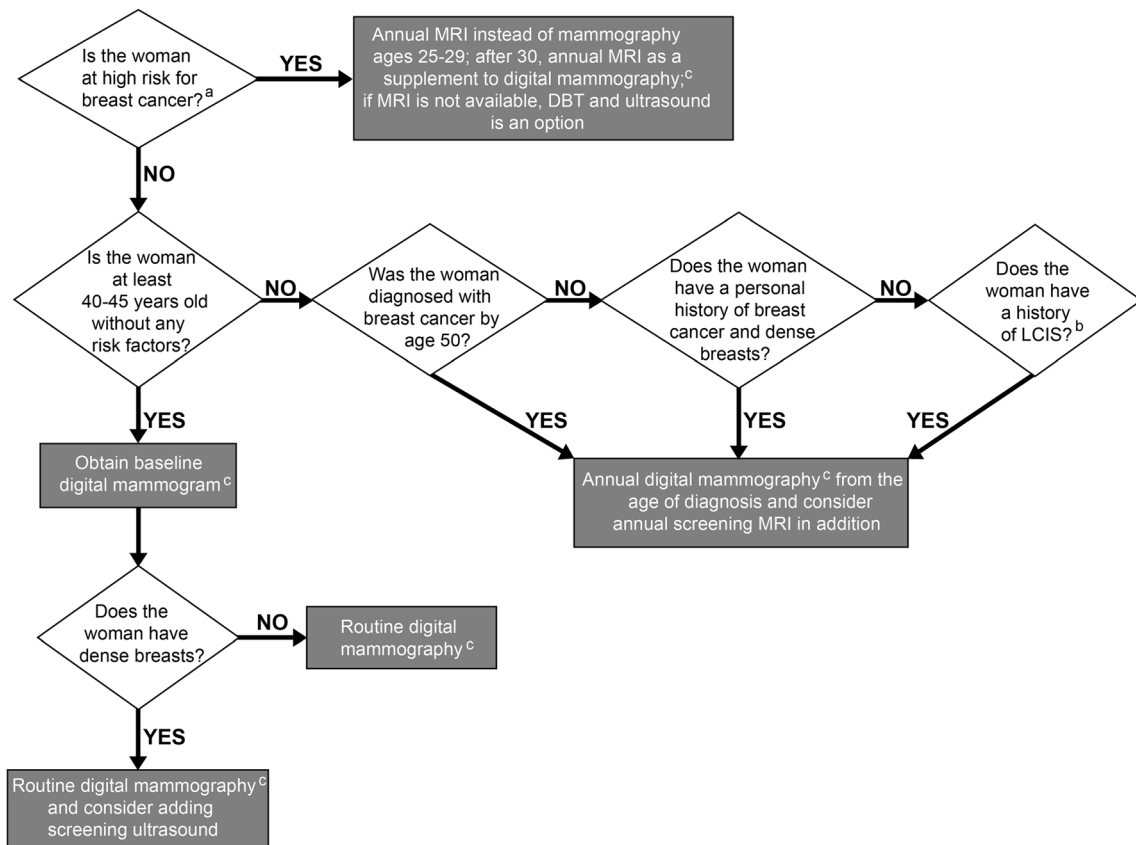 Is the woman
at high risk for
breast cancer?a
YES
Annual MRI instead of mammography
ages 25-29; after 30, annual MRI as a
supplement to digital mammography;c
if MRI is not available, DBT and ultrasound
is an option
NO
Is the woman
at least
40-45 years old
without any
risk factors?
NO
Was the woman
diagnosed with
breast cancer by
age 50?
NO
Does the woman
have a personal
history of breast
cancer and dense
breasts?
NO
Does the
woman have
a history
of LCIS?b
YES
YES
YES
YES
Obtain baseline
digital mammogram c
Annual digital mammography c from the
age of diagnosis and consider
annual screening MRI in addition
Does the
woman have
dense breasts?
NO
Routine digital
mammography c
YES
Routine digital mammography c
and consider adding
screening ultrasound